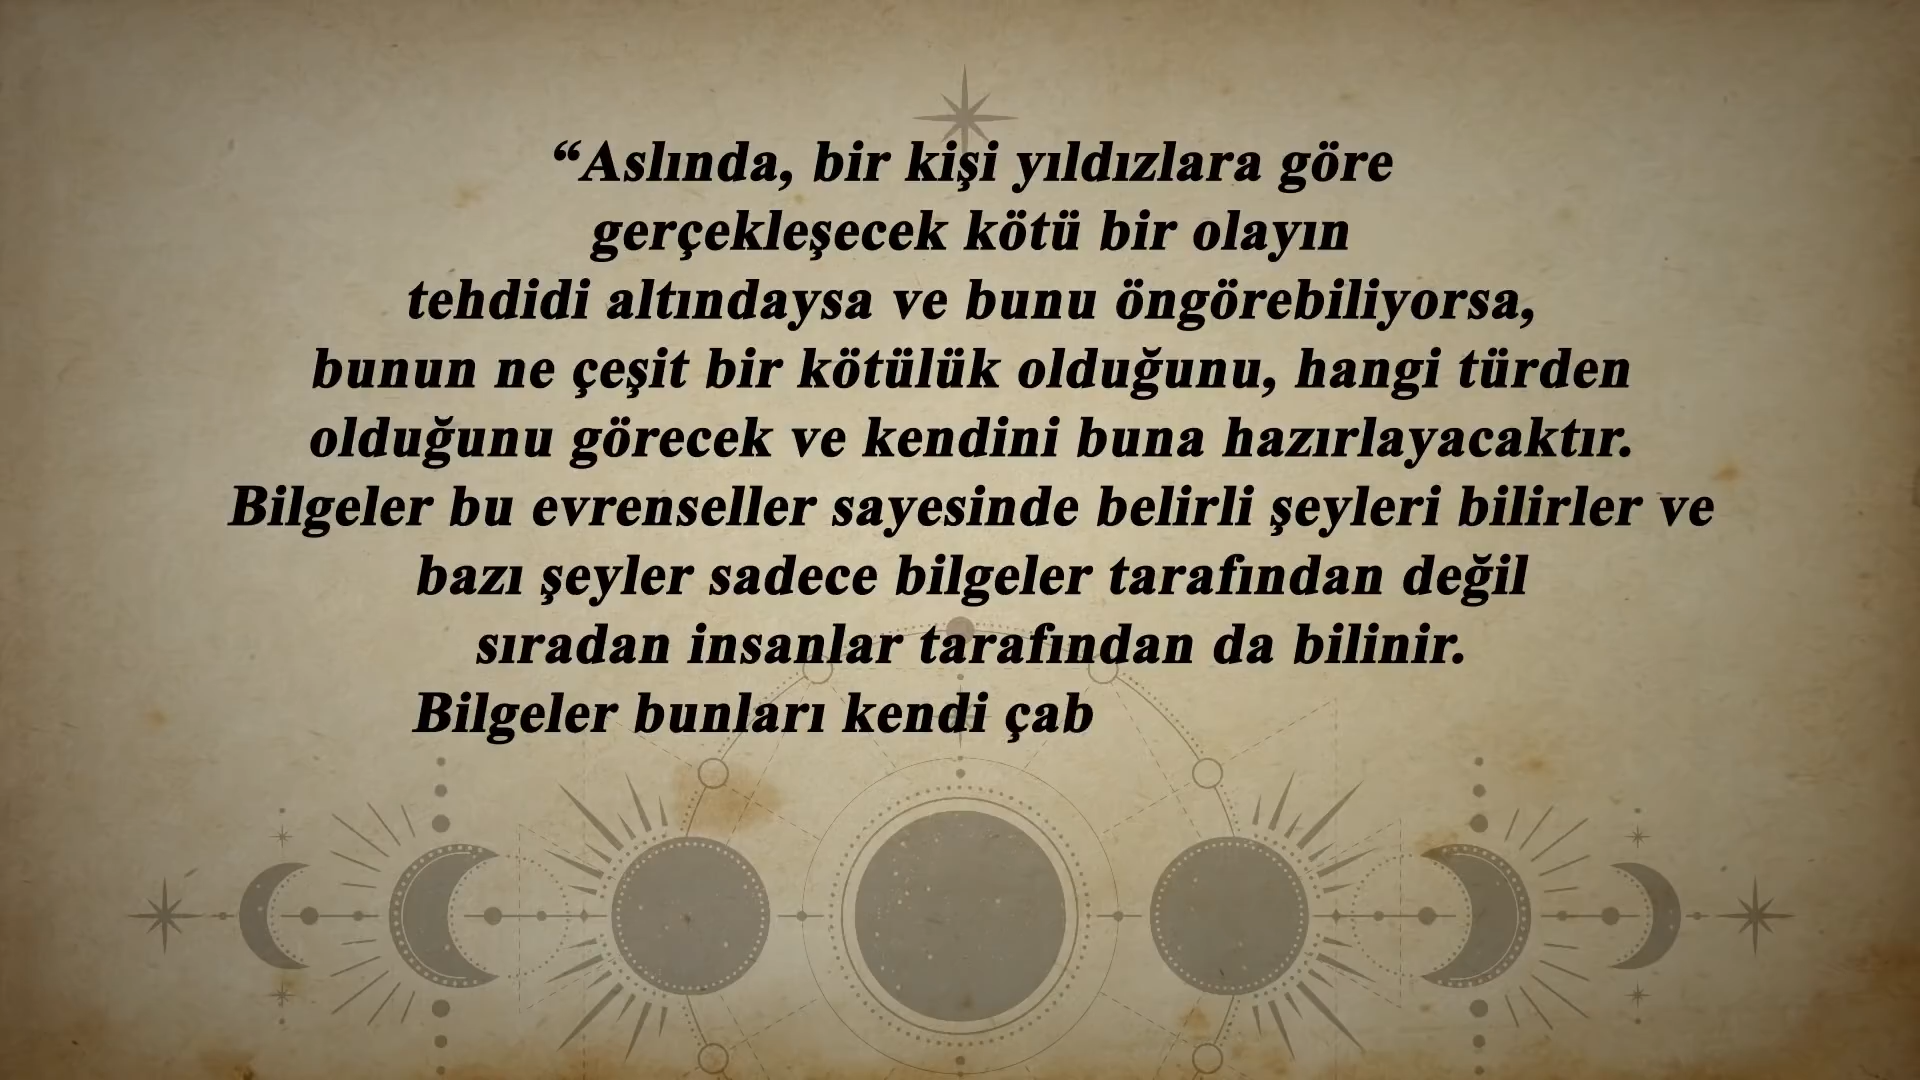 “Aslında, bir kişi yıldızlara göre
gerçekleşecek kötü bir olayın
tehdidi altındaysa ve bunu öngörebiliyorsa,
bunun ne çeşit bir kötülük olduğunu, hangi türden
olduğunu görecek ve kendini buna hazırlayacaktır.
Bilgeler bu evrenseller sayesinde belirli şeyleri bilirler ve
bazı şeyler sadece bilgeler tarafından değil
sıradan insanlar tarafından da bilinir.
Bilgeler bunları kendi çab